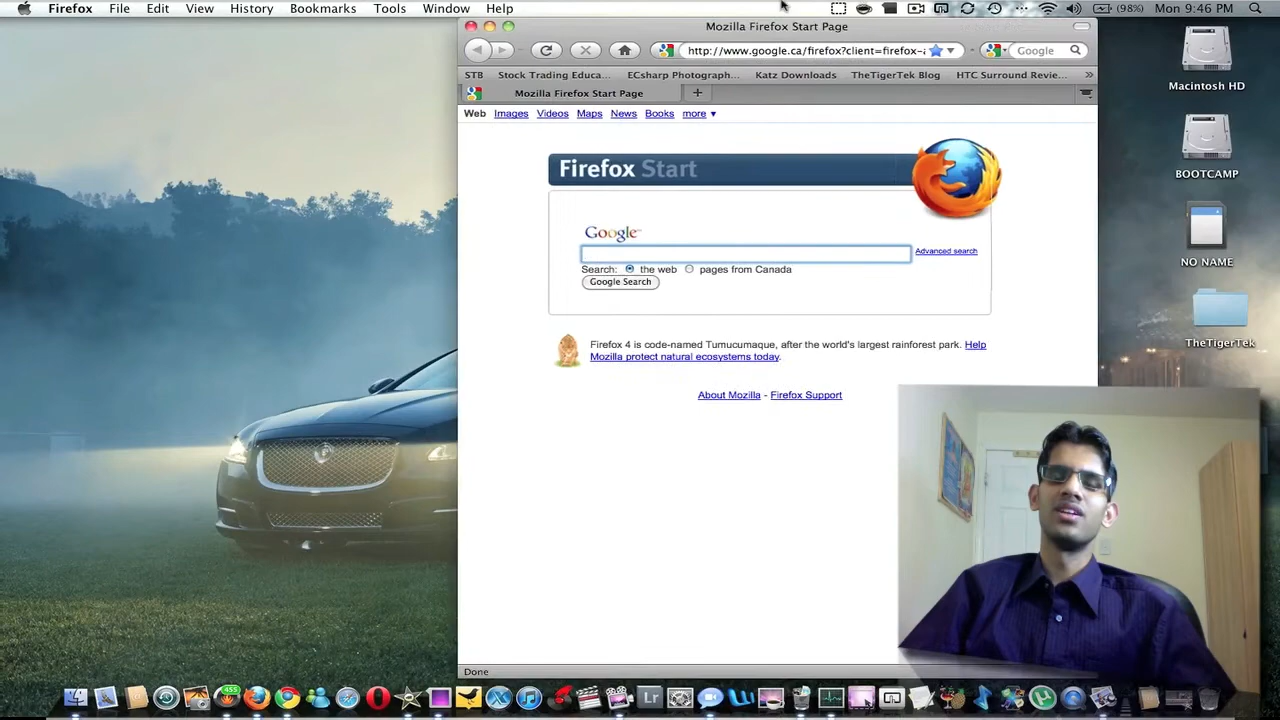 Firefox File Edit View History Bookmarks Tools Window Help (98%) Mon 9:46 PM
Mozilla Firefox Start Page
http://www.google.ca/firefox?client=firefox- Google
STB Stock Trading Educa... ECsharp Photograph... Katz Downloads TheTigerTek Blog HTC Surround Revie... »
Mozilla Firefox Start Page +
Web Images Videos Maps News Books more ▼
Firefox Start
Google™
Advanced search
Search: the web pages from Canada
Google Search
Firefox 4 is code-named Tumucumaque, after the world's largest rainforest park. Help
Mozilla protect natural ecosystems today.
About Mozilla - Firefox Support
Done
Macintosh HD
BOOTCAMP
NO NAME
TheTigerTek
455
Lr